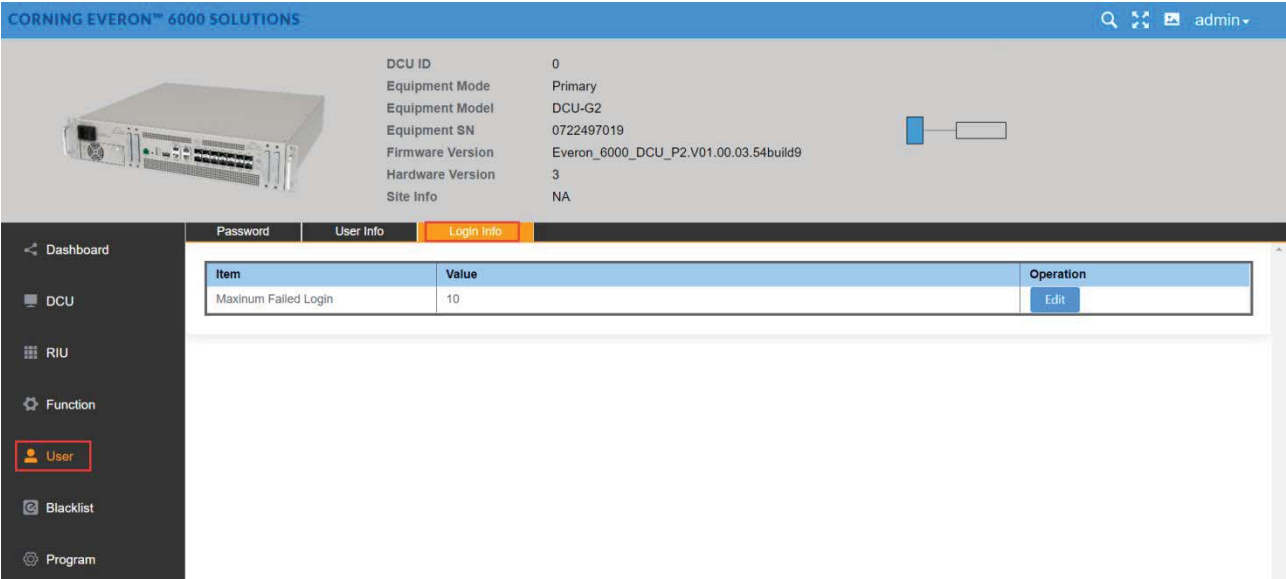 CORNING EVERON™ 6000 SOLUTIONS admin
DCU ID 0
Equipment Mode Primary
Equipment Model DCU-G2
Equipment SN 0722497019
Firmware Version Everon_6000_DCU_P2.V01.00.03.54build9
Hardware Version 3
Site Info NA
Password User Info Login Info
Dashboard
Item Value Operation
Maxinum Failed Login 10 Edit
DCU
RIU
Function
User
Blacklist
Program